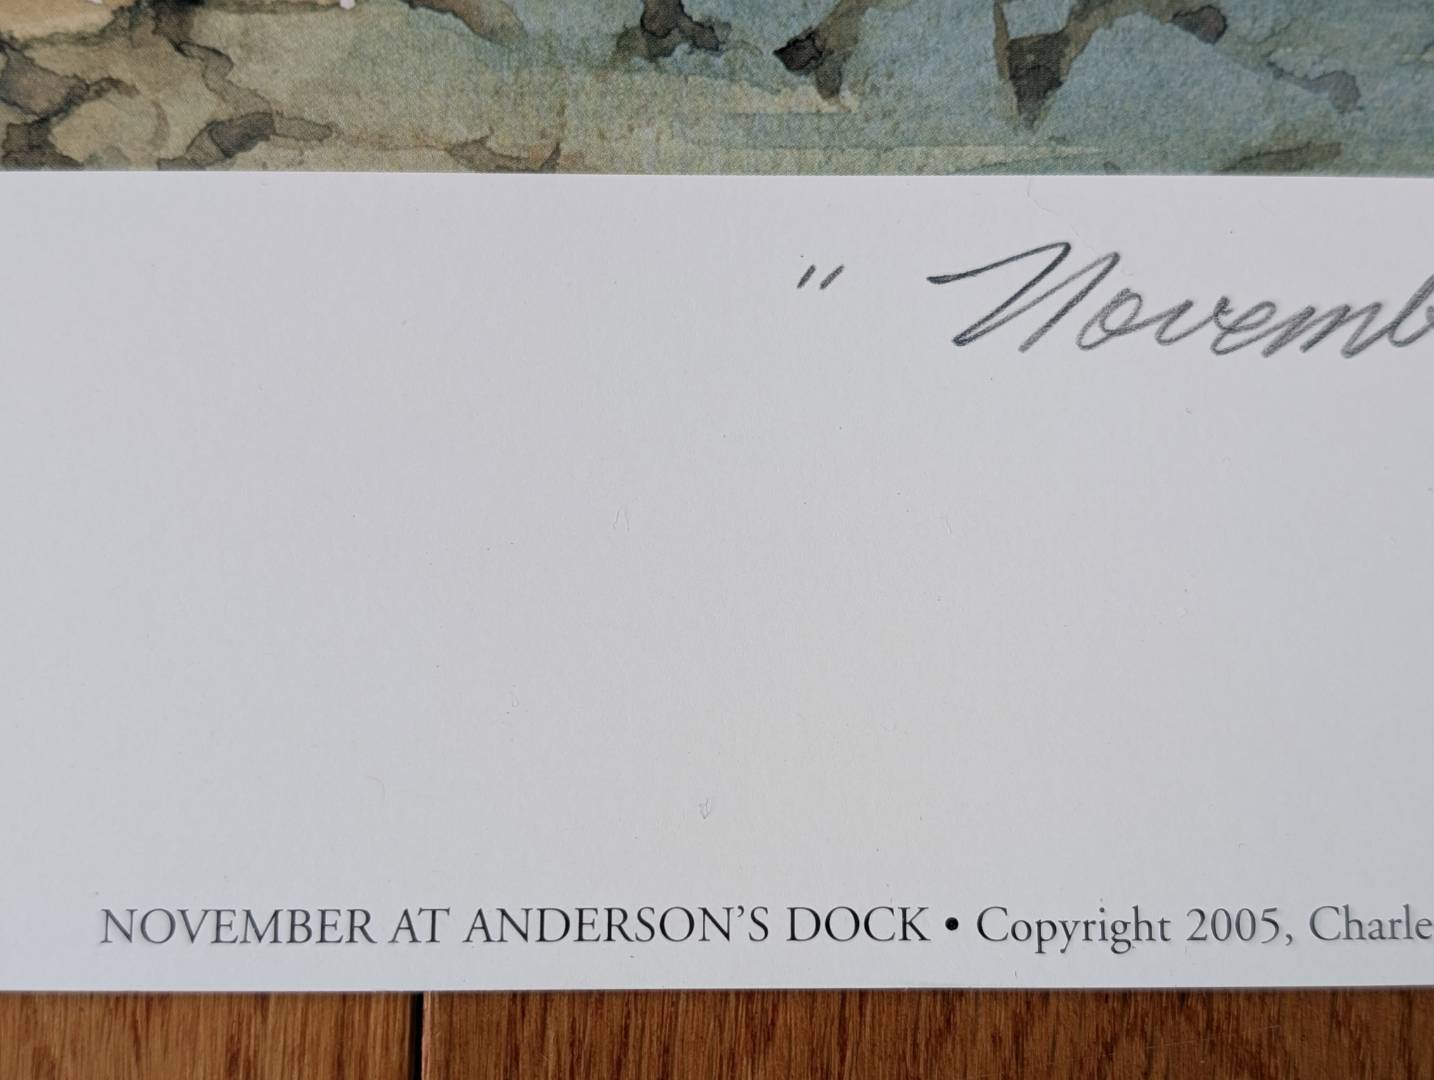 " Novemb
NOVEMBER AT ANDERSON’S DOCK • Copyright 2005, Charle